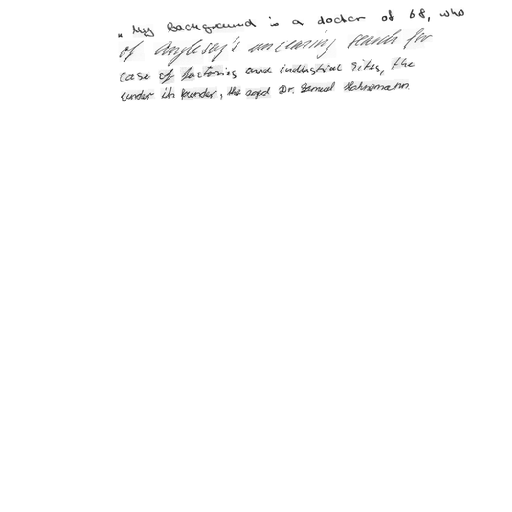 "My background is a doctor of 68, who
of Anglesey's unceasing search for
case of factories and industrial sites, the
under its founder, the aged Dr. Samuel Hahnemann.